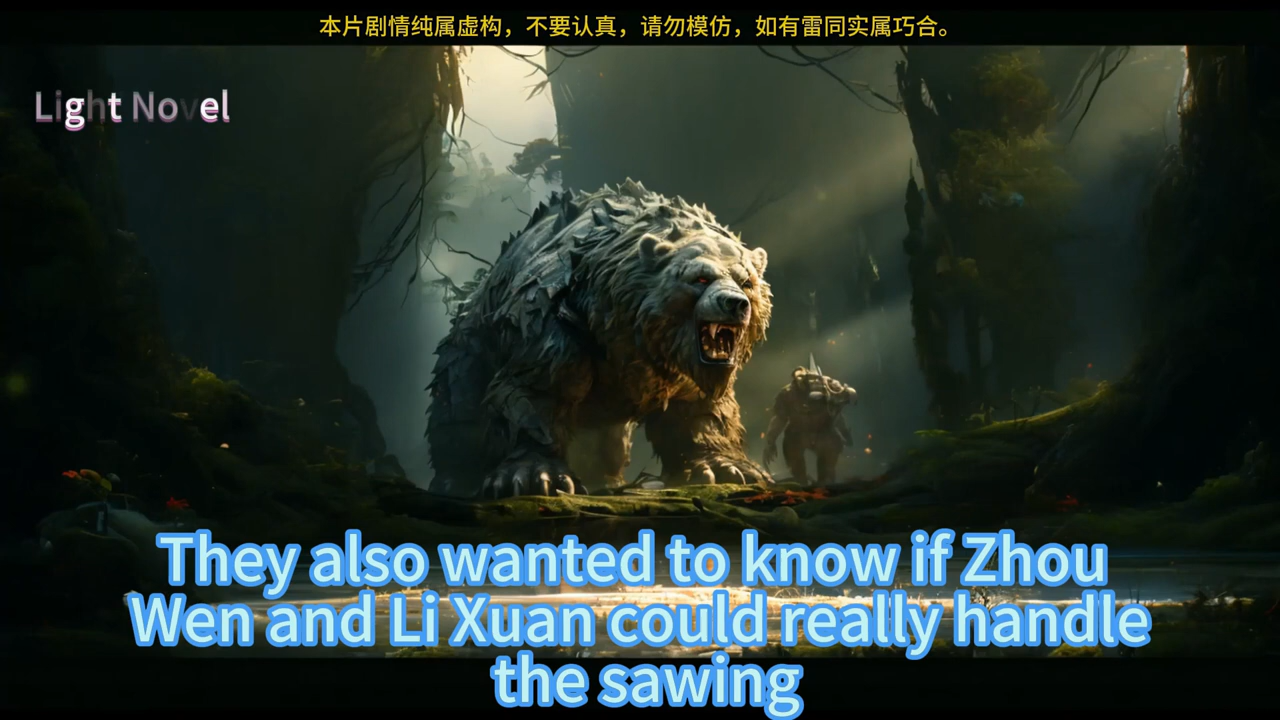 本片剧情纯属虚构，不要认真，请勿模仿，如有雷同实属巧合。
Light Novel
They also wanted to know if Zhou
Wen and Li Xuan could really handle
the sawing